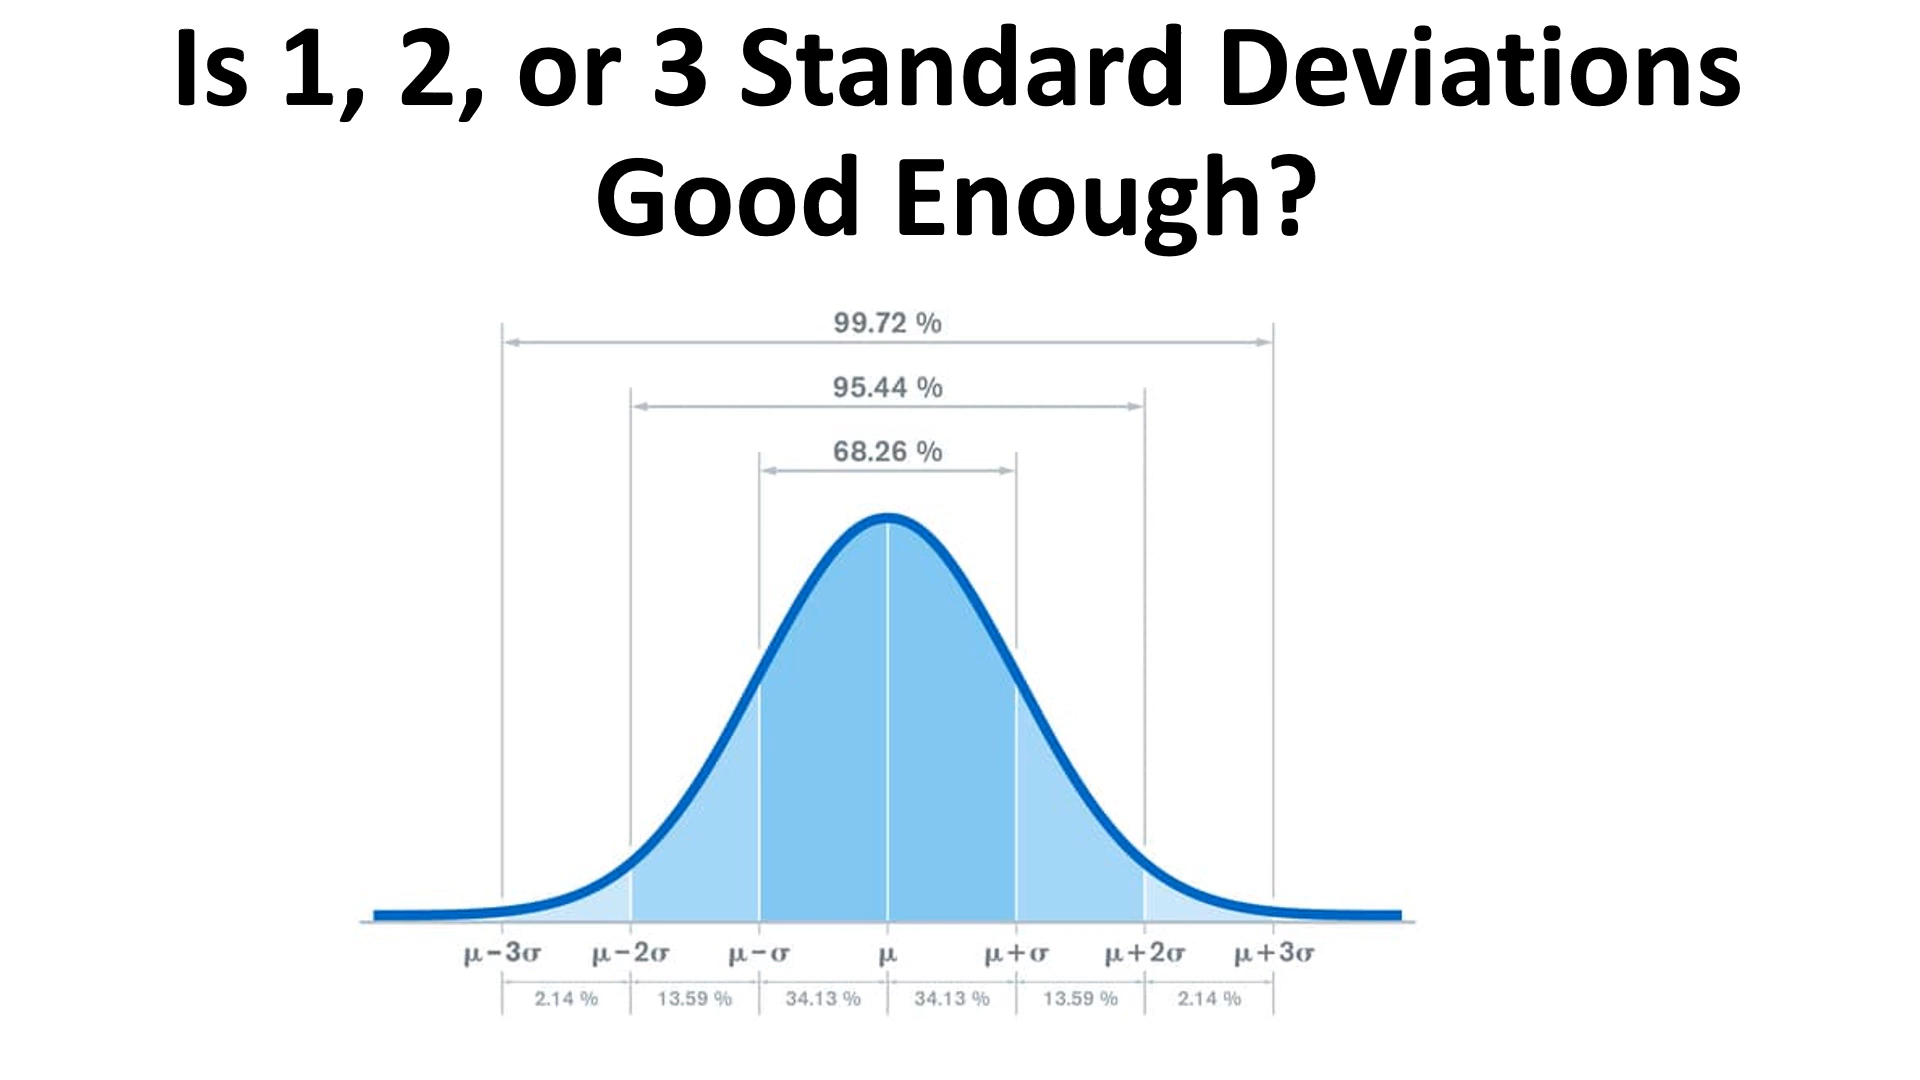 Is 1, 2, or 3 Standard Deviations
Good Enough?
99.72 %
95.44 %
68.26 %
μ−3σ μ−2σ μ−σ μ μ+σ μ+2σ μ+3σ
2.14 % 13.59 % 34.13 % 34.13 % 13.59 % 2.14 %